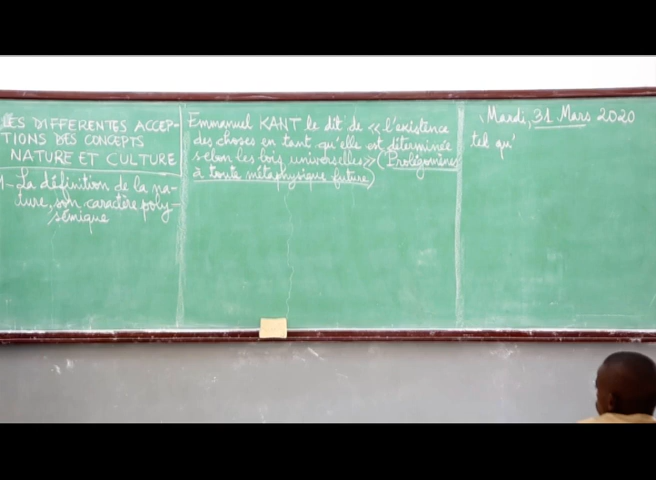 LES DIFFERENTES ACCEP-
TIONS DES CONCEPTS
NATURE ET CULTURE
1- La définition de la na-
ture, son caractère poly-
sémique
Emmanuel KANT le dit de « l'existence
des choses en tant qu'elle est déterminée
selon les lois universelles » (Prolégomènes
à toute métaphysique future)
Mardi, 31 Mars 2020
tel qu'